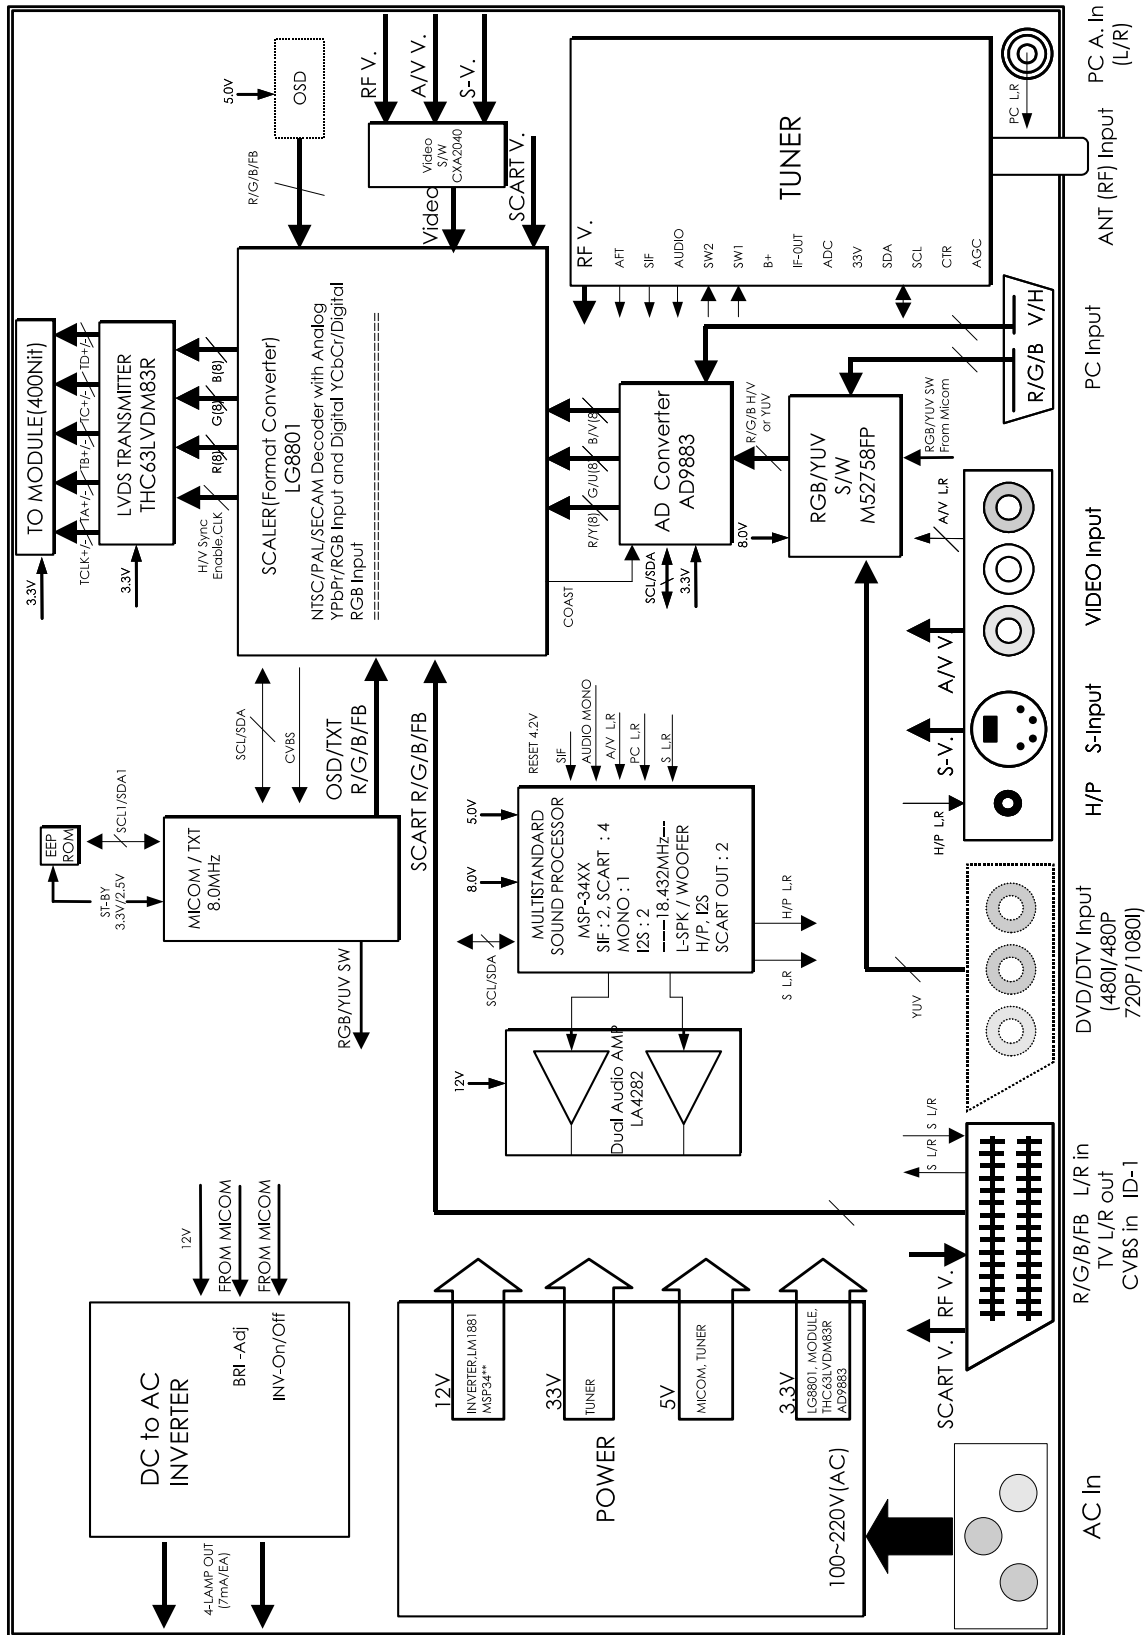 DC to AC
INVERTER
BRI -Adj
INV-On/Off
12V
FROM MICOM
FROM MICOM
4-LAMP OUT
(7mA/EA)
POWER
100~220V(AC)
12V
INVERTER,LM1881
MSP34**
33V
TUNER
5V
MICOM, TUNER
3.3V
LG8801, MODULE,
THC63LVDM83R
AD9883
AC In
EEP
ROM
ST-BY
3.3V/2.5V
SCL1/SDA1
MICOM / TXT
8.0MHz
RGB/YUV SW
SCL/SDA
CVBS
OSD/TXT
R/G/B/FB
SCART R/G/B/FB
12V
Dual Audio AMP
LA4282
SCL/SDA
8.0V
5.0V
MULTISTANDARD
SOUND PROCESSOR
MSP-34XX
SIF : 2, SCART : 4
MONO : 1
I2S : 2
----18.432MHz---
L-SPK / WOOFER
H/P, I2S
SCART OUT : 2
RESET 4.2V
SIF
AUDIO MONO
A/V L,R
PC L,R
S L,R
S L,R
H/P L,R
TO MODULE(400Nit)
3.3V
TCLK+/-
TA+/-
TB+/-
TC+/-
TD+/-
LVDS TRANSMITTER
THC63LVDM83R
3.3V
H/V Sync
Enable,CLK
R(8)
G(8)
B(8)
SCALER(Format Converter)
LG8801
NTSC/PAL/SECAM Decoder with Analog
YPbPr/RGB Input and Digital YCbCr/Digital
RGB Input
==============================
5.0V
OSD
R/G/B/FB
RF V.
A/V V.
S-V.
Video
S/W
CXA2040
Video
SCART V.
COAST
R/Y(8)
G/U(8)
B/V(8)
SCL/SDA
3.3V
AD Converter
AD9883
R/G/B H/V
or YUV
8.0V
RGB/YUV
S/W
M52758FP
RGB/YUV SW
From Micom
TUNER
RF V.
AFT
SIF
AUDIO
SW2
SW1
B+
IF-OUT
ADC
33V
SDA
SCL
CTR
AGC
PC L,R
PC A. In
(L/R)
ANT (RF) Input
R/G/B
V/H
PC Input
A/V L,R
A/V V.
VIDEO Input
S-V.
S-Input
H/P L,R
H/P
YUV
DVD/DTV Input
(480I/480P
720P/1080I)
S L/R
S L/R
RF V.
SCART V.
R/G/B/FB L/R in
TV L/R out
CVBS in ID-1